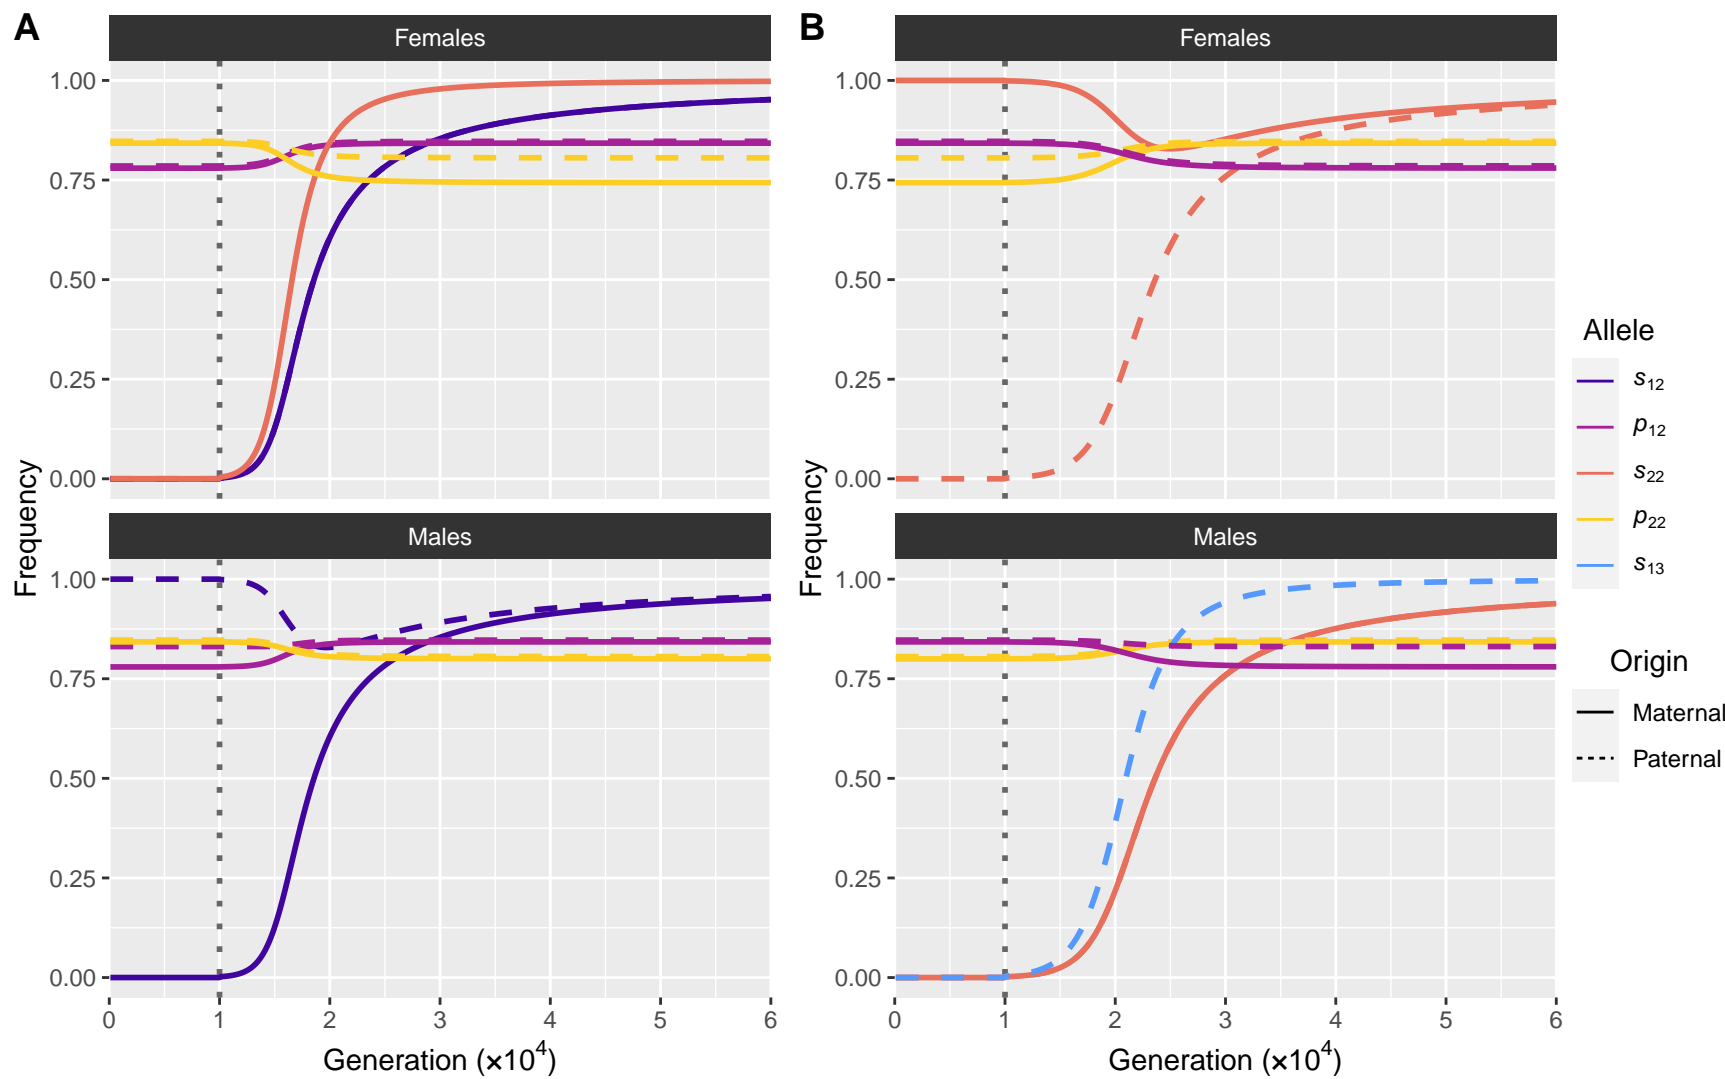 A
Females
1.00
0.75
0.50
0.25
0.00
Males
1.00
0.75
0.50
0.25
0.00
Frequency
0 1 2 3 4 5 6
Generation (×10⁴)
B
Females
1.00
0.75
0.50
0.25
0.00
Males
1.00
0.75
0.50
0.25
0.00
Frequency
0 1 2 3 4 5 6
Generation (×10⁴)
Allele
s₁₂
p₁₂
s₂₂
p₂₂
s₁₃
Origin
Maternal
Paternal